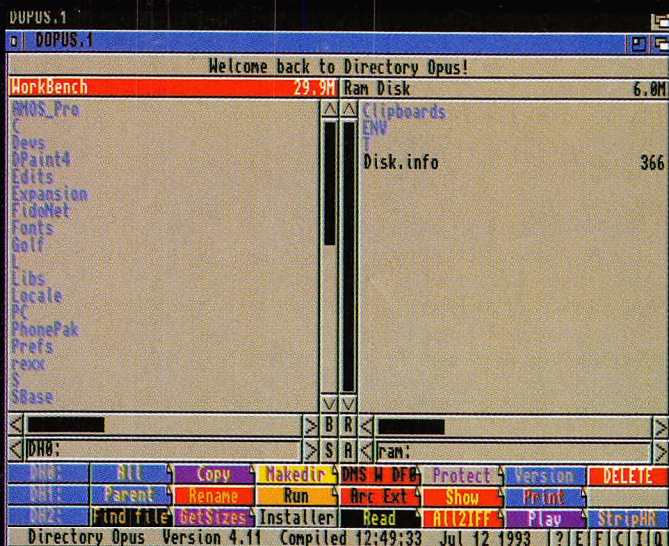 DOPUS.1
DOPUS.1
Welcome back to Directory Opus!
WorkBench 29.9M Ram Disk 6.0M
AMOS_Pro
C
Devs
DPaint4
Edits
Expansion
FidoNet
Fonts
Golf
L
Libs
Locale
PC
PhonePak
Prefs
rexx
S
SBase
Clipboards
ENV
T
Disk.info 366
< > B R < >
< DH0: > S A < ram: >
DH0: All Copy Makedir DMS W DF0 Protect Version DELETE
DH1: Parent Rename Run Arc Ext Show Print
DH2: Find file GetSizes Installer Read All2IFF Play StripHR
Directory Opus Version 4.11 Compiled 12:49:33 Jul 12 1993 ? E F C I Q